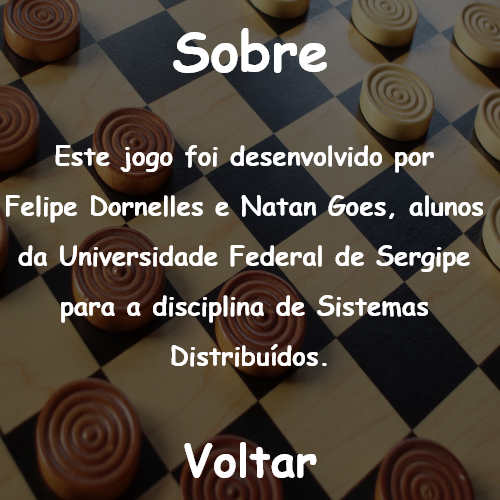 Sobre
Este jogo foi desenvolvido por
Felipe Dornelles e Natan Goes, alunos
da Universidade Federal de Sergipe
para a disciplina de Sistemas
Distribuídos.
Voltar